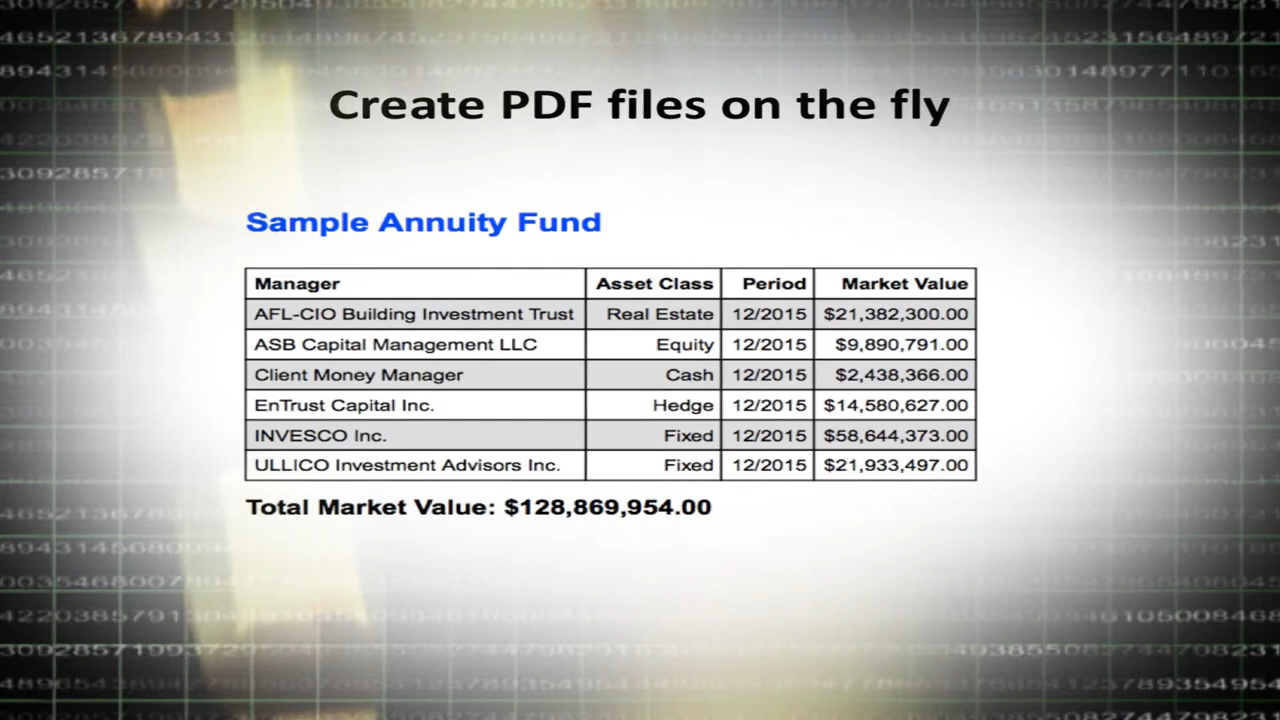 Create PDF files on the fly
Sample Annuity Fund
Manager Asset Class Period Market Value
AFL-CIO Building Investment Trust Real Estate 12/2015 $21,382,300.00
ASB Capital Management LLC Equity 12/2015 $9,890,791.00
Client Money Manager Cash 12/2015 $2,438,366.00
EnTrust Capital Inc. Hedge 12/2015 $14,580,627.00
INVESCO Inc. Fixed 12/2015 $58,644,373.00
ULLICO Investment Advisors Inc. Fixed 12/2015 $21,933,497.00
Total Market Value: $128,869,954.00